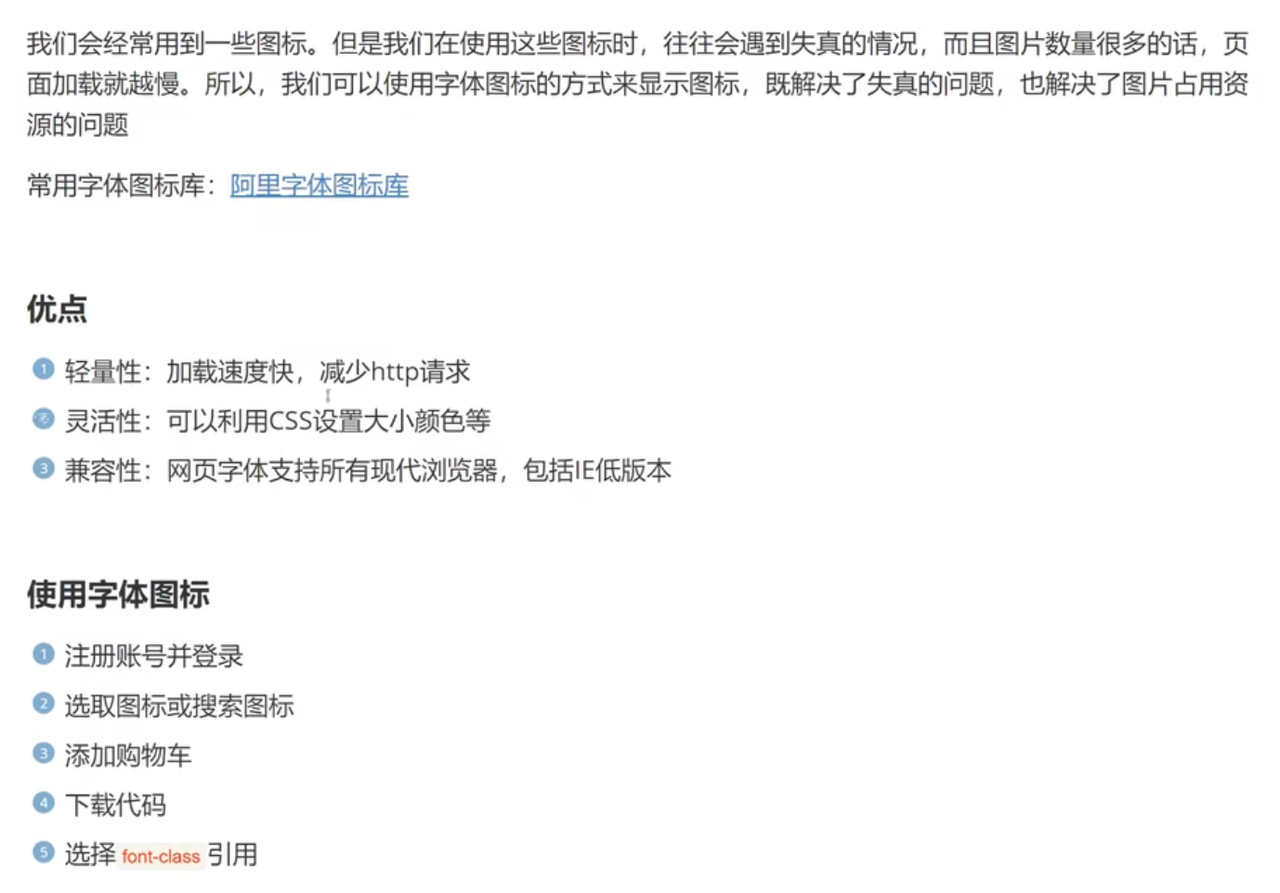 我们会经常用到一些图标。但是我们在使用这些图标时，往往会遇到失真的情况，而且图片数量很多的话，页
面加载就越慢。所以，我们可以使用字体图标的方式来显示图标，既解决了失真的问题，也解决了图片占用资
源的问题
常用字体图标库：阿里字体图标库
优点
1 轻量性：加载速度快，减少http请求
2 灵活性：可以利用CSS设置大小颜色等
3 兼容性：网页字体支持所有现代浏览器，包括IE低版本
使用字体图标
1 注册账号并登录
2 选取图标或搜索图标
3 添加购物车
4 下载代码
5 选择 font-class 引用